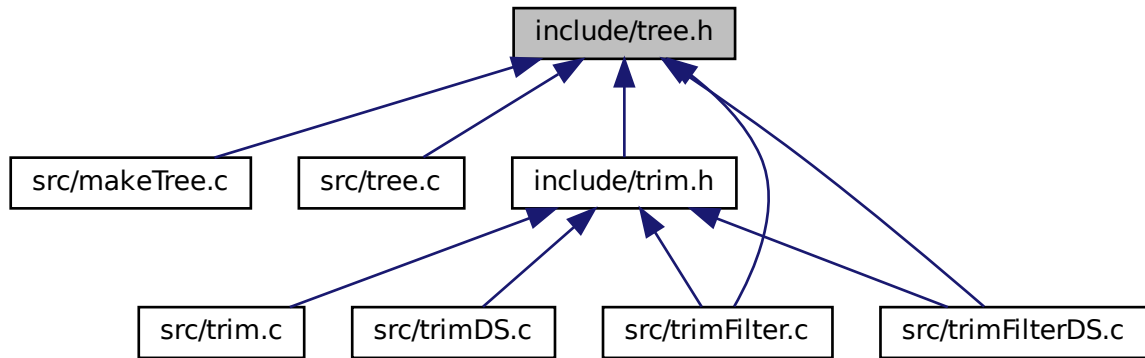 include/tree.h
src/makeTree.c
src/tree.c
include/trim.h
src/trim.c
src/trimDS.c
src/trimFilter.c
src/trimFilterDS.c